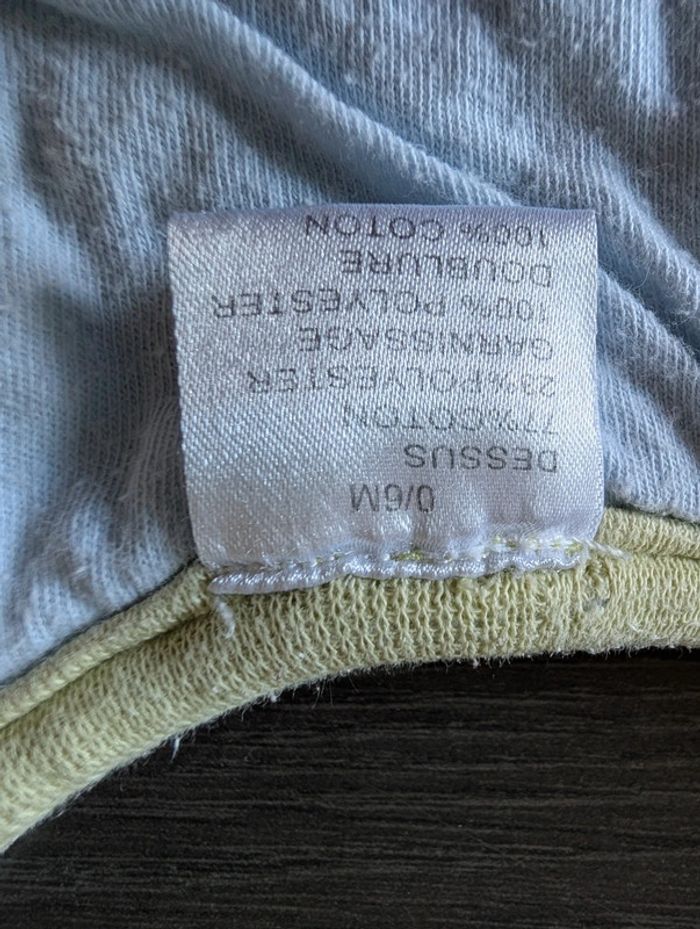 0/6M
DESSUS
77%COTON
23%POLYESTER
GARNISSAGE
100% POLYESTER
DOUBLURE
100% COTON